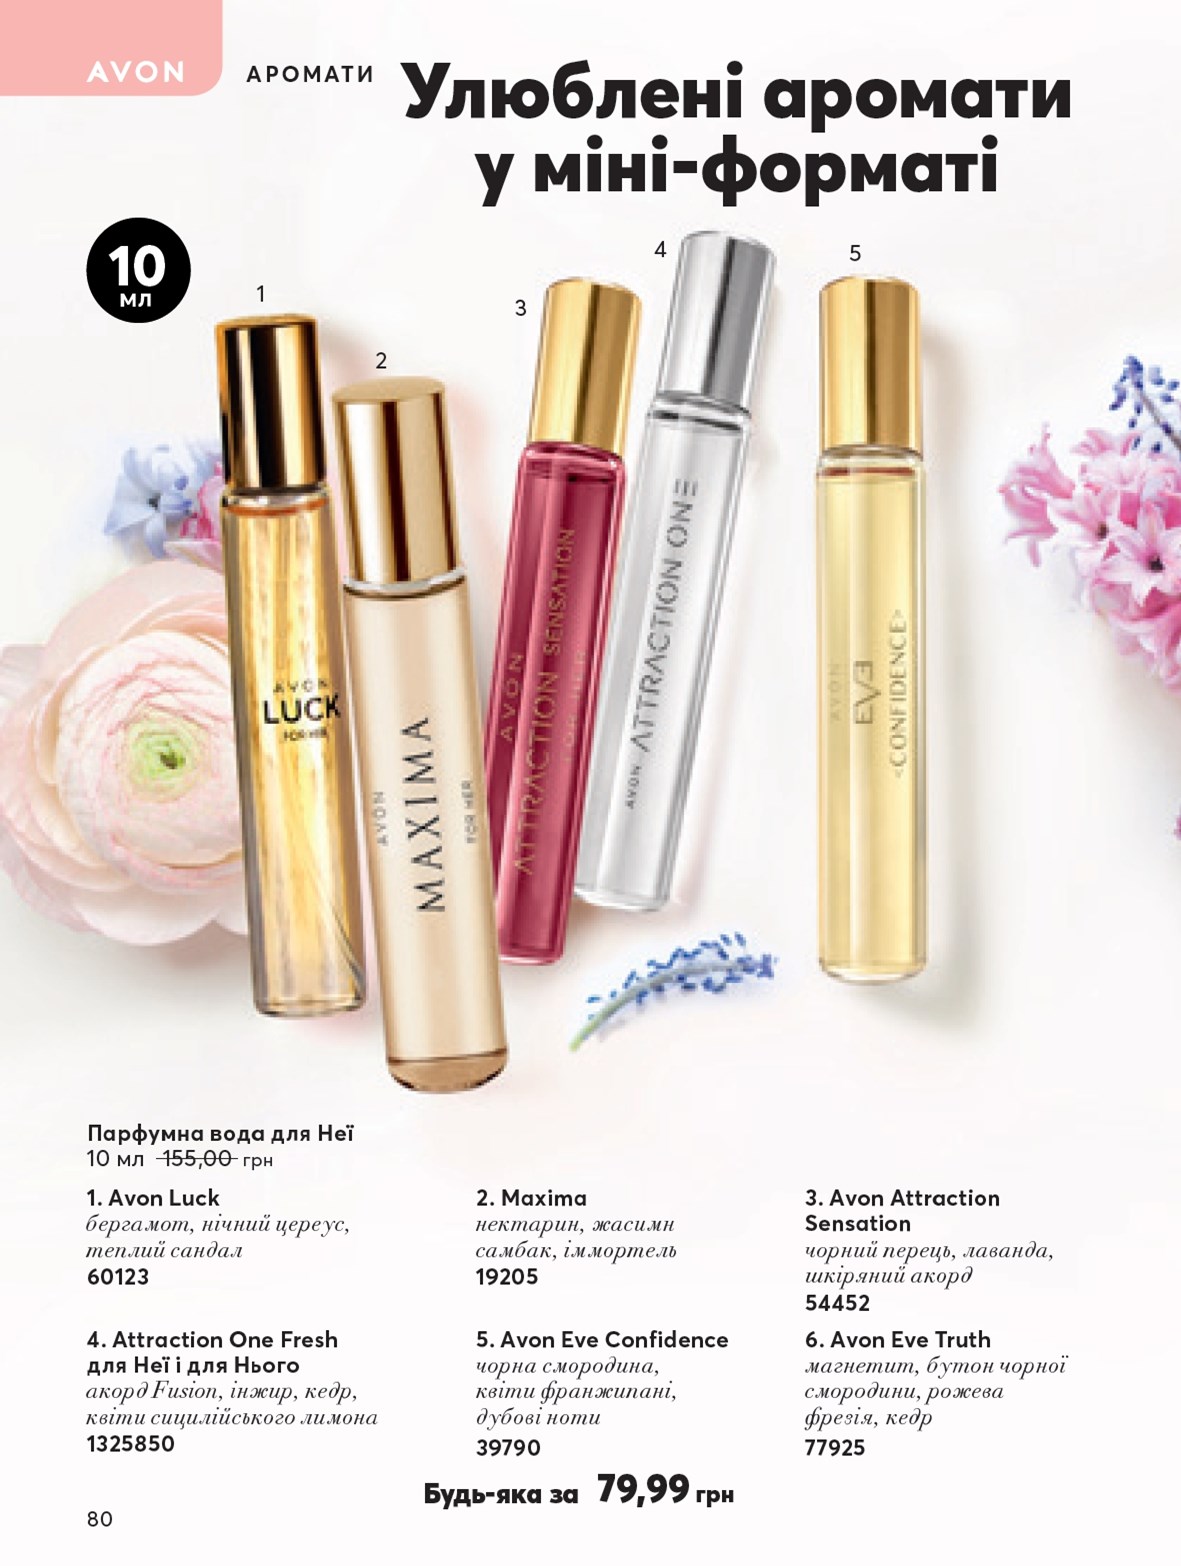 AVON
АРОМАТИ
Улюблені аромати
у міні-форматі
10
МЛ
1
2
3
4
5
AVON
LUCK
FOR HER
AVON
MAXIMA
FOR HER
AVON
ATTRACTION SENSATION
FOR HER
AVON ATTRACTION ONE
AVON
EVE
<CONFIDENCE>
Парфумна вода для Неї
10 мл 155,00 грн
1. Avon Luck
бергамот, нічний цереус,
теплий сандал
60123
2. Maxima
нектарин, жасимн
самбак, іммортель
19205
3. Avon Attraction
Sensation
чорний перець, лаванда,
шкіряний акорд
54452
4. Attraction One Fresh
для Неї і для Нього
акорд Fusion, інжир, кедр,
квіти сицилійського лимона
1325850
5. Avon Eve Confidence
чорна смородина,
квіти франжипані,
дубові ноти
39790
6. Avon Eve Truth
магнетит, бутон чорної
смородини, рожева
фрезія, кедр
77925
Будь-яка за 79,99 грн
80